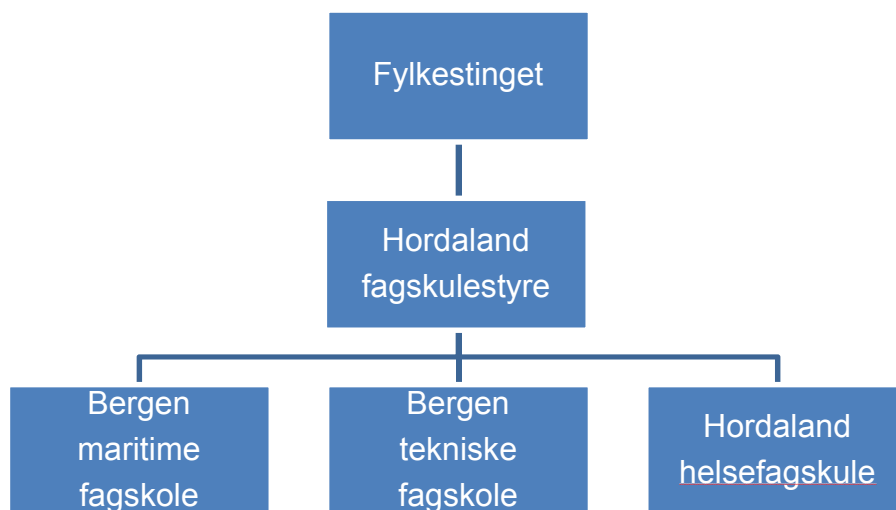 Fylkestinget
Hordaland
fagskulestyre
Bergen
maritime
fagskole
Bergen
tekniske
fagskole
Hordaland
helsefagskule